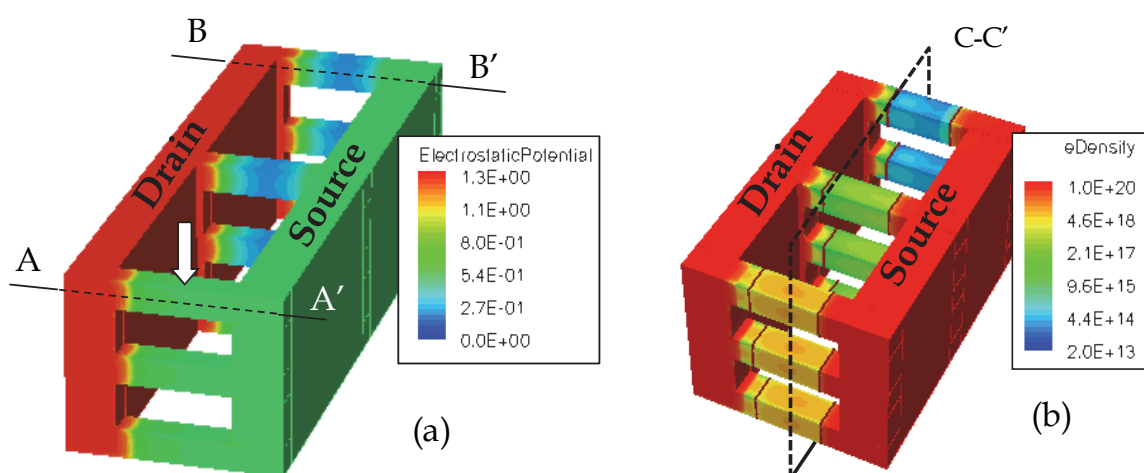 B
B′
Drain
Source
A
A′
ElectrostaticPotential
1.3E+00
1.1E+00
8.0E-01
5.4E-01
2.7E-01
0.0E+00
(a)
C-C′
Drain
Source
eDensity
1.0E+20
4.6E+18
2.1E+17
9.6E+15
4.4E+14
2.0E+13
(b)